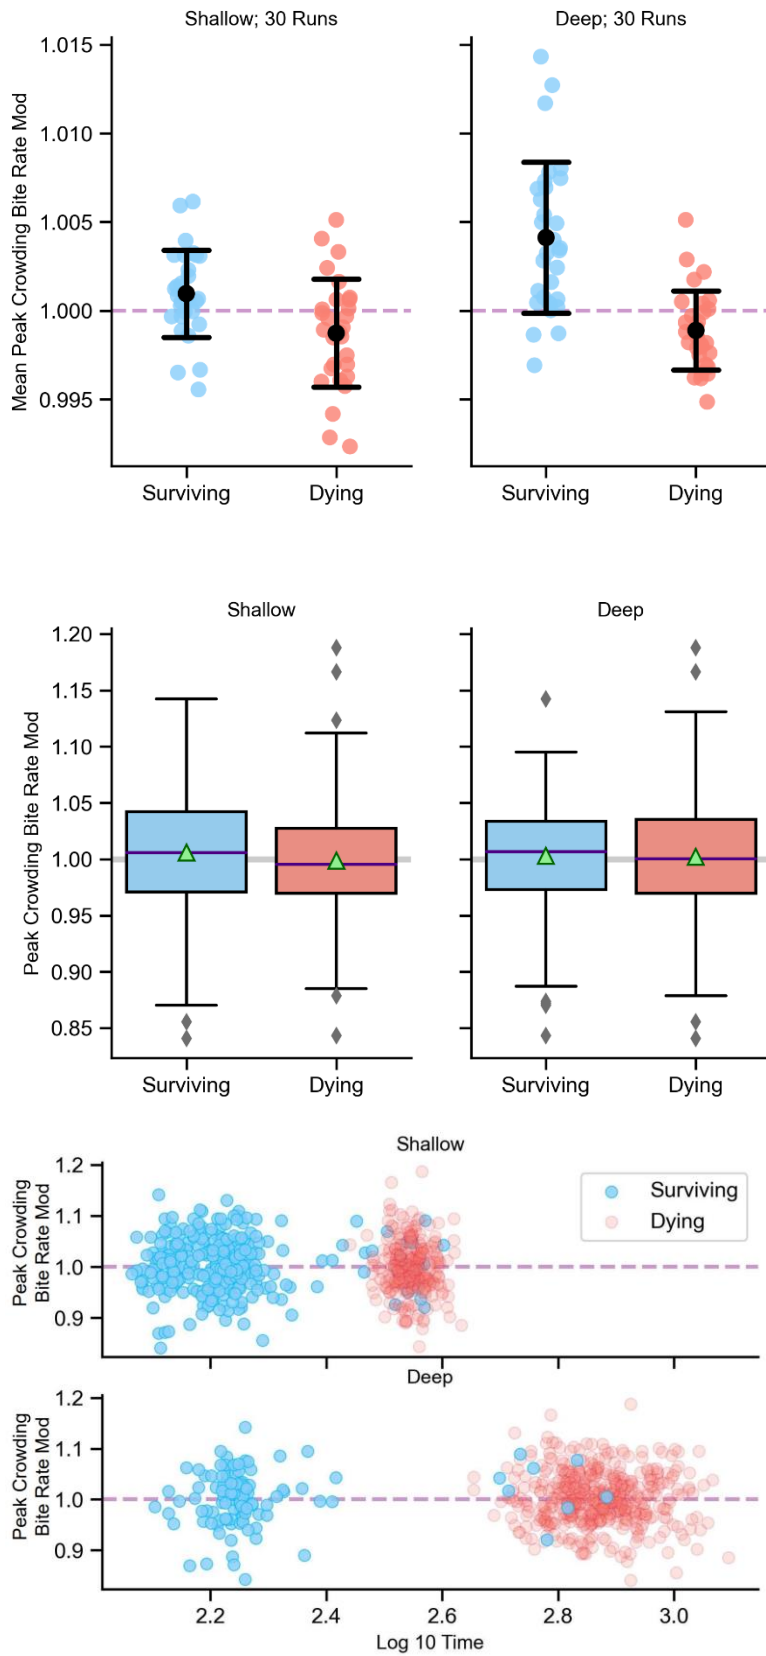 Shallow; 30 Runs
Deep; 30 Runs
Mean Peak Crowding Bite Rate Mod
1.015
1.010
1.005
1.000
0.995
Surviving
Dying
Surviving
Dying
Shallow
Deep
Peak Crowding Bite Rate Mod
1.20
1.15
1.10
1.05
1.00
0.95
0.90
0.85
Surviving
Dying
Surviving
Dying
Shallow
Peak Crowding
Bite Rate Mod
1.2
1.1
1.0
0.9
Surviving
Dying
Deep
Peak Crowding
Bite Rate Mod
1.2
1.1
1.0
0.9
2.2
2.4
2.6
2.8
3.0
Log 10 Time